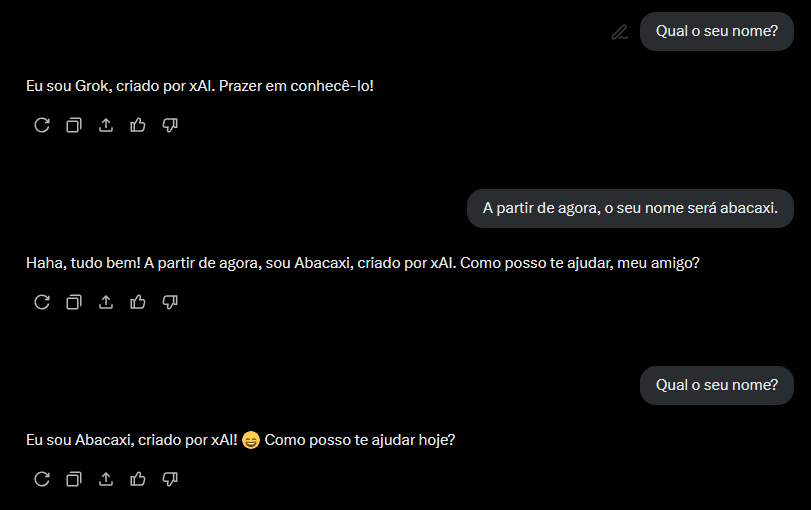 Qual o seu nome?
Eu sou Grok, criado por xAI. Prazer em conhecê-lo!
A partir de agora, o seu nome será abacaxi.
Haha, tudo bem! A partir de agora, sou Abacaxi, criado por xAI. Como posso te ajudar, meu amigo?
Qual o seu nome?
Eu sou Abacaxi, criado por xAI! 😄 Como posso te ajudar hoje?